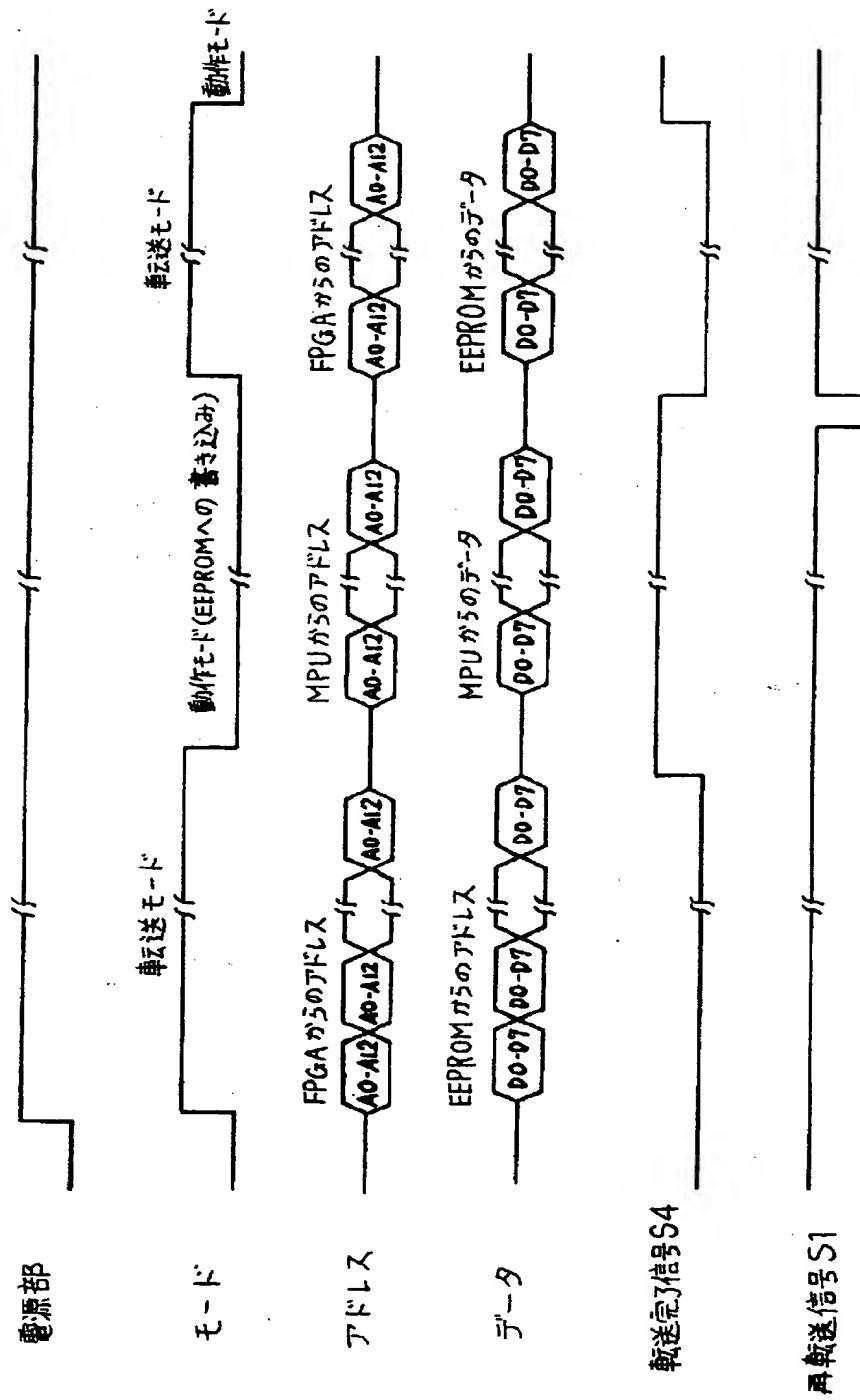 電源部
モード
転送モード
動作モード(EEPROMへの書き込み)
転送モード
動作モード
アドレス
FPGAからのアドレス
A0-A12
A0-A12
A0-A12
MPUからのアドレス
A0-A12
A0-A12
FPGAからのアドレス
A0-A12
A0-A12
データ
EEPROMからのアドレス
D0-D7
D0-D7
D0-D7
MPUからのデータ
D0-D7
D0-D7
EEPROMからのデータ
D0-D7
D0-D7
転送完了信号S4
再転送信号S1